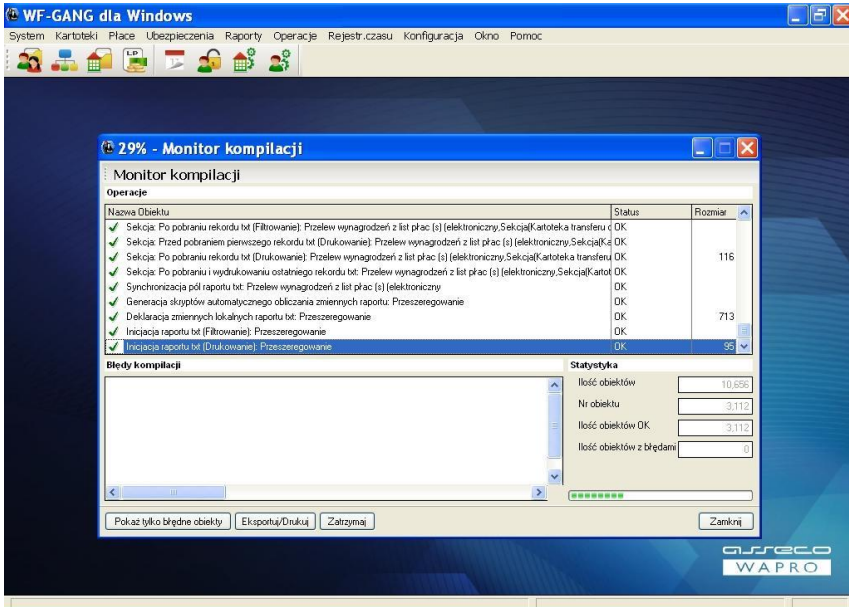 WF-GANG dla Windows
System Kartoteki Płace Ubezpieczenia Raporty Operacje Rejestr.czasu Konfiguracja Okno Pomoc
LP
29% - Monitor kompilacji
Monitor kompilacji
Operacje
Nazwa Obiektu Status Rozmiar
Sekcja: Po pobraniu rekordu txt (Filtrowanie): Przelew wynagrodzeń z list płac (s) (elektroniczny,Sekcja(Kartoteka transferu d OK
Sekcja: Przed pobraniem pierwszego rekordu txt (Drukowanie): Przelew wynagrodzeń z list płac (s) (elektroniczny,Sekcja(Ka OK
Sekcja: Po pobraniu rekordu txt (Drukowanie): Przelew wynagrodzeń z list płac (s) (elektroniczny,Sekcja(Kartoteka transferu OK 116
Sekcja: Po pobraniu i wydrukowaniu ostatniego rekordu txt: Przelew wynagrodzeń z list płac (s) (elektroniczny,Sekcja(Kartot OK
Synchronizacja pól raportu txt: Przelew wynagrodzeń z list płac (s) (elektroniczny OK
Generacja skryptów automatycznego obliczania zmiennych raportu: Przeszeregowanie OK
Deklaracja zmiennych lokalnych raportu txt: Przeszeregowanie OK 713
Inicjacja raportu txt (Filtrowanie): Przeszeregowanie OK
Inicjacja raportu txt (Drukowanie): Przeszeregowanie OK 95
Błędy kompilacji Statystyka
Ilość obiektów 10,656
Nr obiektu 3,112
Ilość obiektów OK 3,112
Ilość obiektów z błędami 0
Pokaż tylko błędne obiekty Eksportuj/Drukuj Zatrzymaj Zamknij
asseco
WAPRO